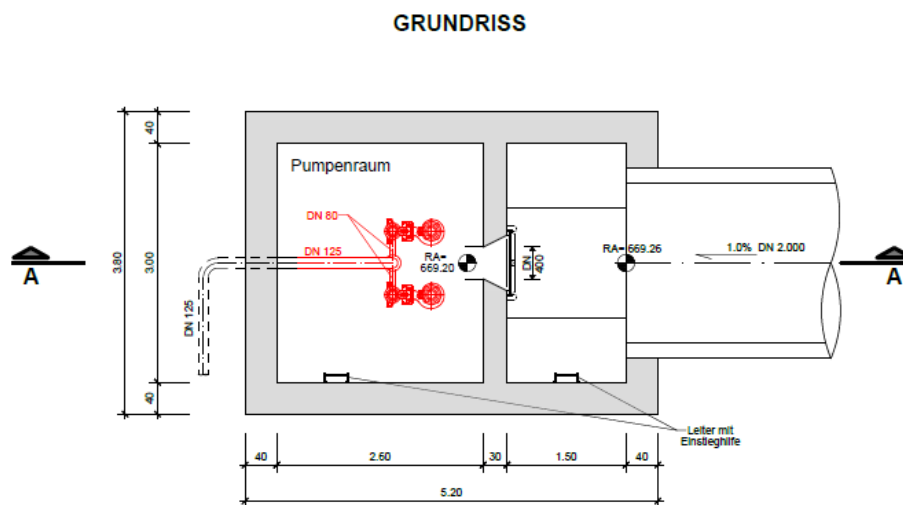 GRUNDRISS
40
Pumpenraum
DN 80
DN 125
RA=
669.20
DN
400
RA= 669.26
1.0% DN 2.000
A
A
3.80
3.00
DN 125
40
Leiter mit
Einstieghilfe
40
2.60
30
1.50
40
5.20